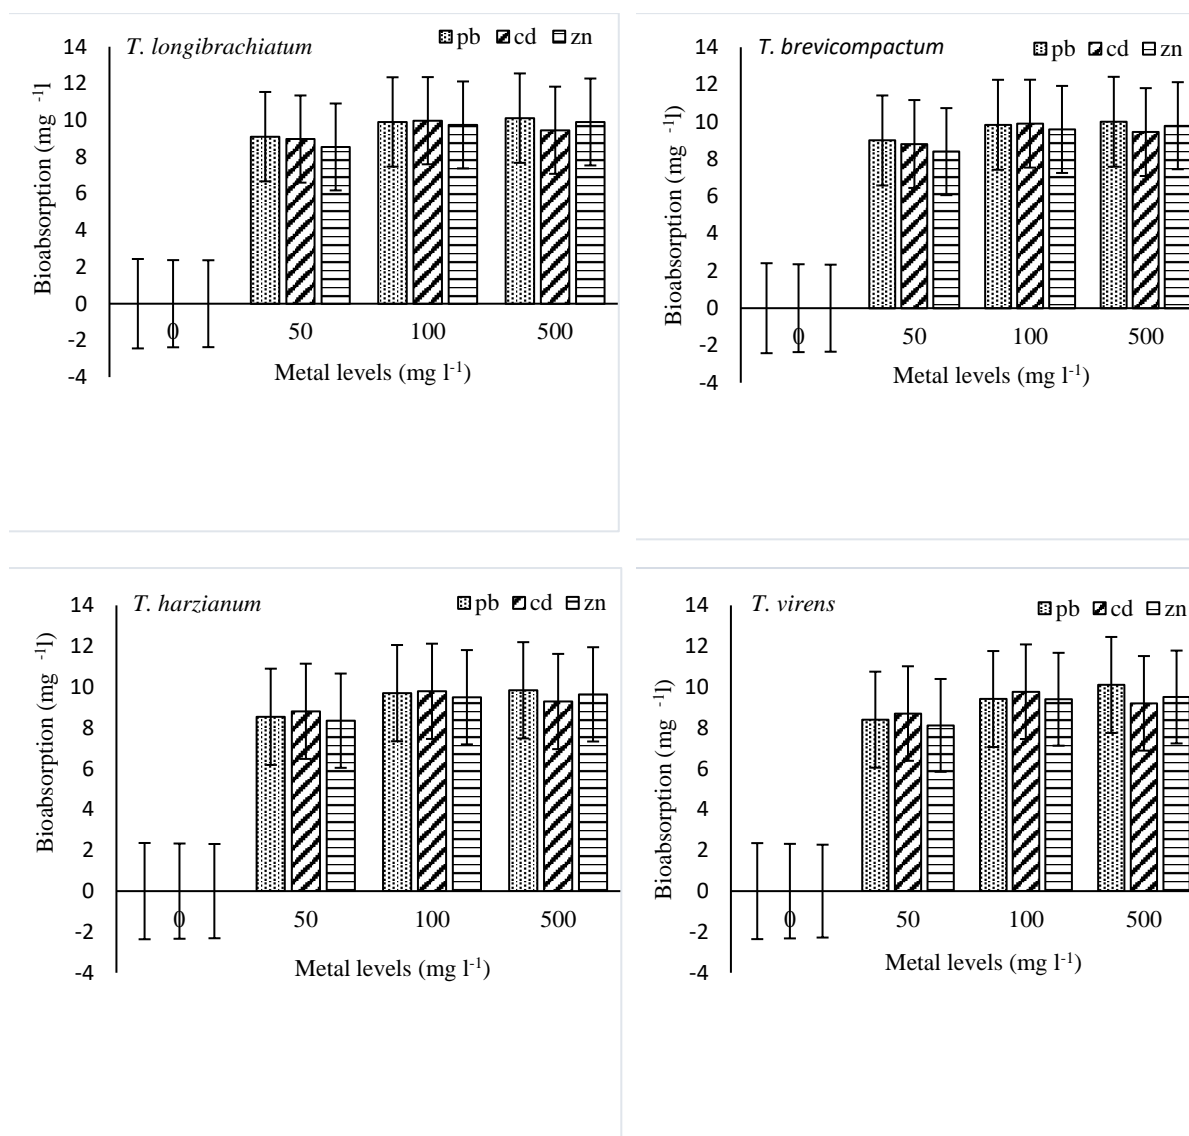 T. longibrachiatum
pb cd zn
14
12
10
8
6
4
2
0
-2
-4
Bioabsorption (mg ⁻¹l)
0 50 100 500
Metal levels (mg l⁻¹)
T. brevicompactum
pb cd zn
14
12
10
8
6
4
2
0
-2
-4
Bioabsorption (mg ⁻¹l)
0 50 100 500
Metal levels (mg l⁻¹)
T. harzianum
pb cd zn
14
12
10
8
6
4
2
0
-2
-4
Bioabsorption (mg ⁻¹l)
0 50 100 500
Metal levels (mg l⁻¹)
T. virens
pb cd zn
14
12
10
8
6
4
2
0
-2
-4
Bioabsorption (mg ⁻¹l)
0 50 100 500
Metal levels (mg l⁻¹)